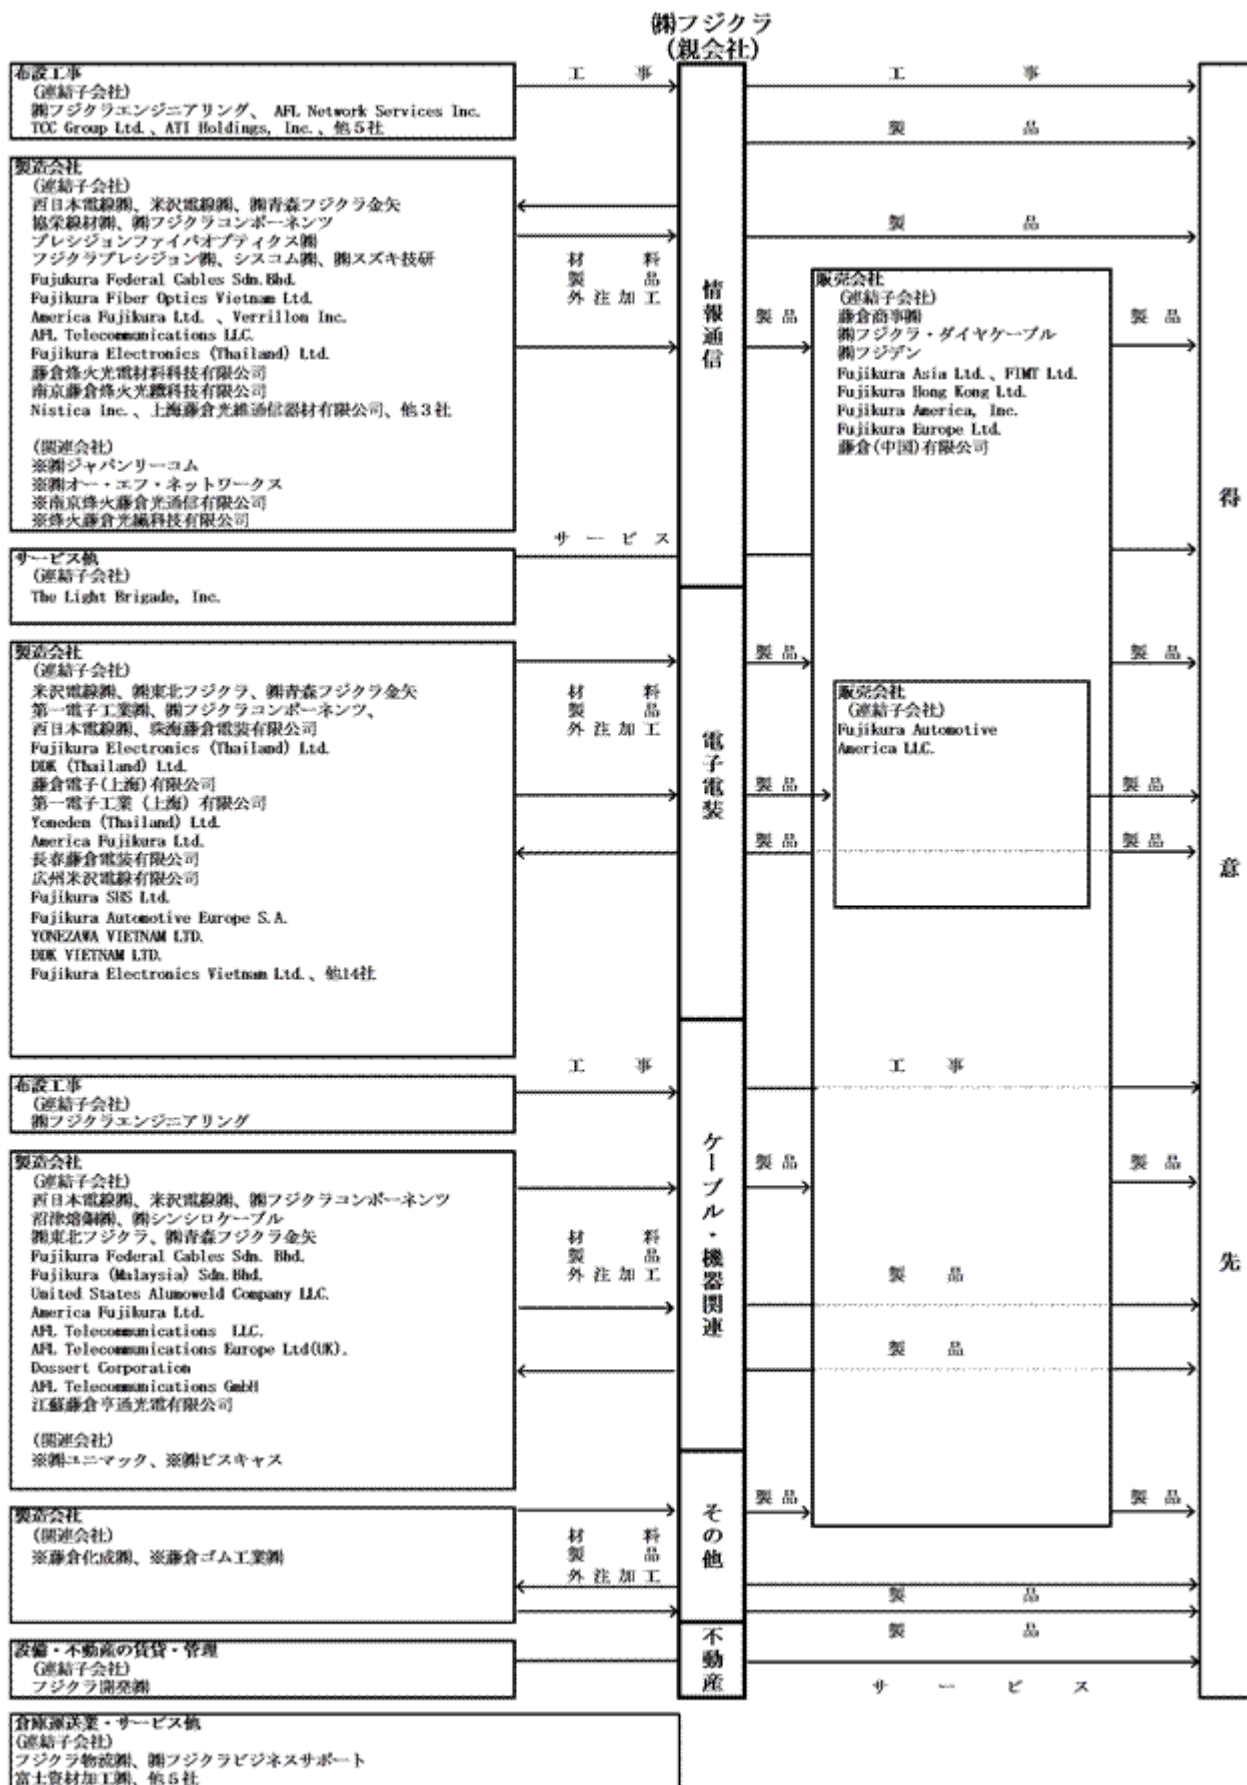 ㈱フジクラ
(親会社)
布設工事
(連結子会社)
㈱フジクラエンジニアリング、 AFL Network Services Inc.
TCC Group Ltd.、ATI Holdings, Inc.、他5社
工 事
工 事
製 品
製造会社
(連結子会社)
西日本電線㈱、米沢電線㈱、㈱青森フジクラ金矢
協栄線材㈱、㈱フジクラコンポーネンツ
プレシジョンファイバオプティクス㈱
フジクラプレシジョン㈱、シスコム㈱、㈱スズキ技研
Fujukura Federal Cables Sdn.Bhd.
Fujikura Fiber Optics Vietnam Ltd.
America Fujikura Ltd. 、Verrillon Inc.
AFL Telecommunications LLC.
Fujikura Electronics (Thailand) Ltd.
藤倉烽火光電材料科技有限公司
南京藤倉烽火光纜科技有限公司
Nistica Inc.、上海藤倉光維通信器材有限公司、他3社
(関連会社)
※㈱ジャパンリーコム
※㈱オー・エフ・ネットワークス
※南京烽火藤倉光通信有限公司
※烽火藤倉光纖科技有限公司
材 料
製 品
外注加工
情報通信
製 品
製 品
販売会社
(連結子会社)
藤倉商事㈱
㈱フジクラ・ダイヤケーブル
㈱フジデン
Fujikura Asia Ltd.、FIMT Ltd.
Fujikura Hong Kong Ltd.
Fujikura America, Inc.
Fujikura Europe Ltd.
藤倉(中国)有限公司
製 品
得意先
サービス他
(連結子会社)
The Light Brigade, Inc.
サ ー ビ ス
製造会社
(連結子会社)
米沢電線㈱、㈱東北フジクラ、㈱青森フジクラ金矢
第一電子工業㈱、㈱フジクラコンポーネンツ、
西日本電線㈱、珠海藤倉電装有限公司
Fujikura Electronics (Thailand) Ltd.
DDK (Thailand) Ltd.
藤倉電子(上海)有限公司
第一電子工業(上海)有限公司
Yoneden (Thailand) Ltd.
America Fujikura Ltd.
長春藤倉電装有限公司
広州米沢電線有限公司
Fujikura SHS Ltd.
Fujikura Automotive Europe S.A.
YONEZAWA VIETNAM LTD.
DDK VIETNAM LTD.
Fujikura Electronics Vietnam Ltd.、他14社
材 料
製 品
外注加工
電子電装
製 品
製 品
販売会社
(連結子会社)
Fujikura Automotive
America LLC.
製 品
製 品
製 品
製 品
布設工事
(連結子会社)
㈱フジクラエンジニアリング
工 事
工 事
製造会社
(連結子会社)
西日本電線㈱、米沢電線㈱、㈱フジクラコンポーネンツ
沼津熔銅㈱、㈱シンシロケーブル
㈱東北フジクラ、㈱青森フジクラ金矢
Fujikura Federal Cables Sdn. Bhd.
Fujikura (Malaysia) Sdn.Bhd.
United States Alumoweld Company LLC.
America Fujikura Ltd.
AFL Telecommunications LLC.
AFL Telecommunications Europe Ltd(UK).
Dossert Corporation
AFL Telecommunications GmbH
江蘇藤倉亨通光電有限公司
(関連会社)
※㈱ユニマック、※㈱ビスキャス
材 料
製 品
外注加工
ケーブル・機器関連
製 品
製 品
製 品
製 品
製造会社
(関連会社)
※藤倉化成㈱、※藤倉ゴム工業㈱
材 料
製 品
外注加工
その他
製 品
製 品
製 品
製 品
設備・不動産の賃貸・管理
(連結子会社)
フジクラ開発㈱
不動産
サ ー ビ ス
倉庫運送業・サービス他
(連結子会社)
フジクラ物流㈱、㈱フジクラビジネスサポート
富士資材加工㈱、他5社